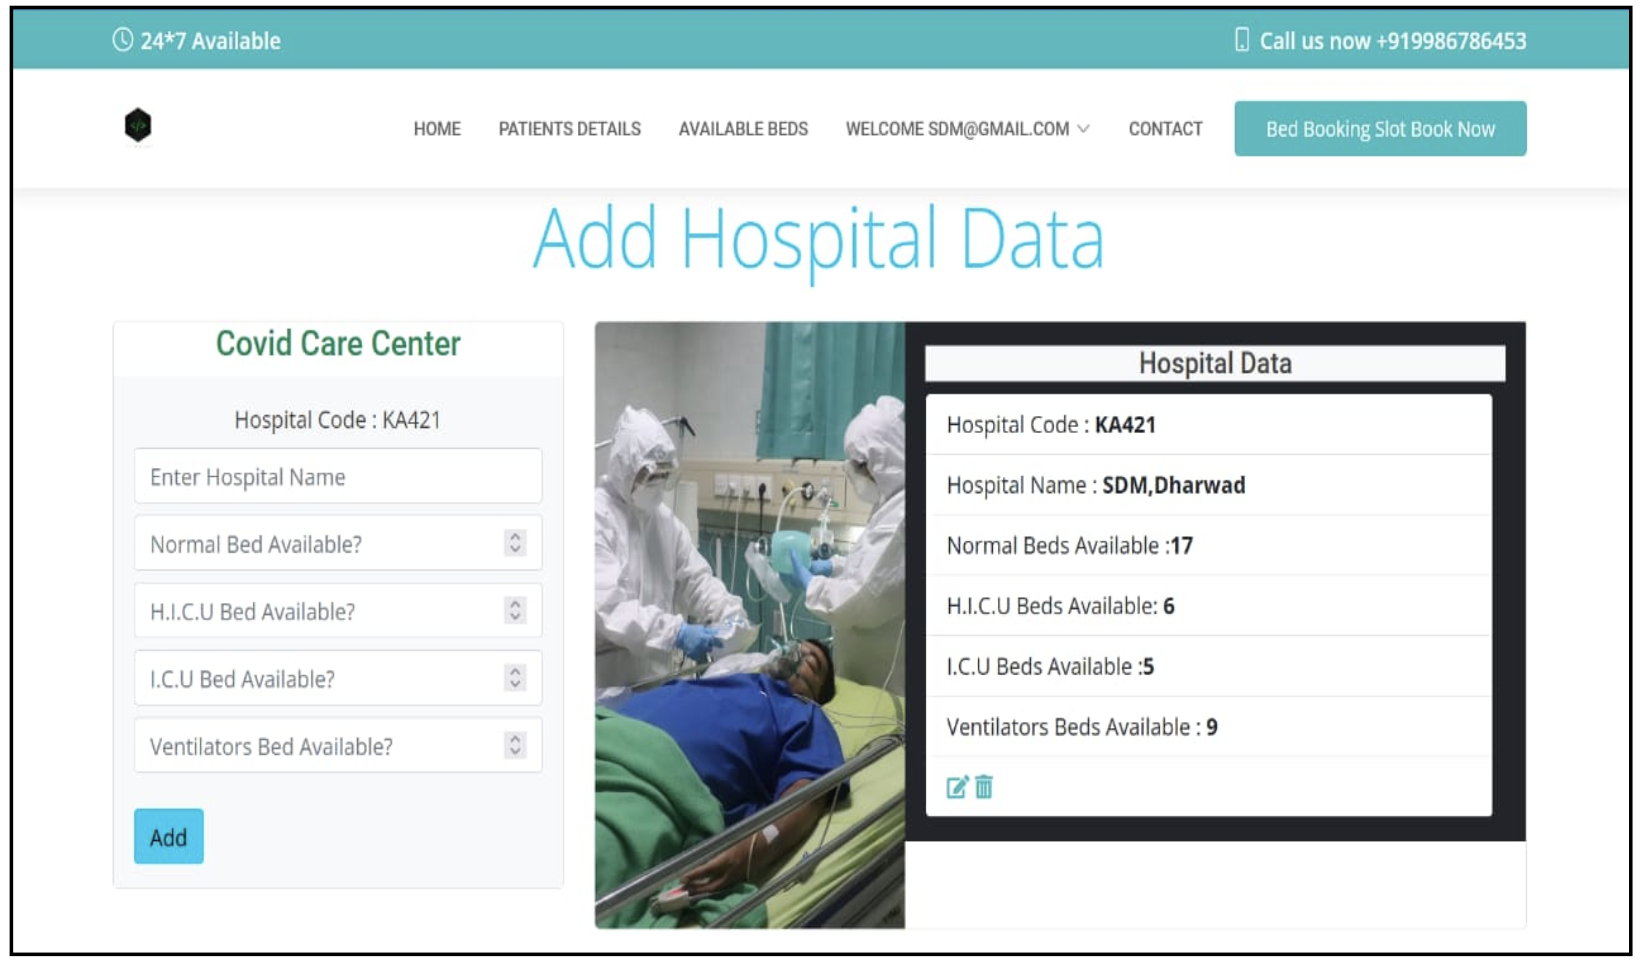 24*7 Available
Call us now +919986786453
HOME PATIENTS DETAILS AVAILABLE BEDS WELCOME SDM@GMAIL.COM CONTACT Bed Booking Slot Book Now
Add Hospital Data
Covid Care Center
Hospital Code : KA421
Enter Hospital Name
Normal Bed Available?
H.I.C.U Bed Available?
I.C.U Bed Available?
Ventilators Bed Available?
Add
Hospital Data
Hospital Code : KA421
Hospital Name : SDM,Dharwad
Normal Beds Available :17
H.I.C.U Beds Available: 6
I.C.U Beds Available :5
Ventilators Beds Available : 9